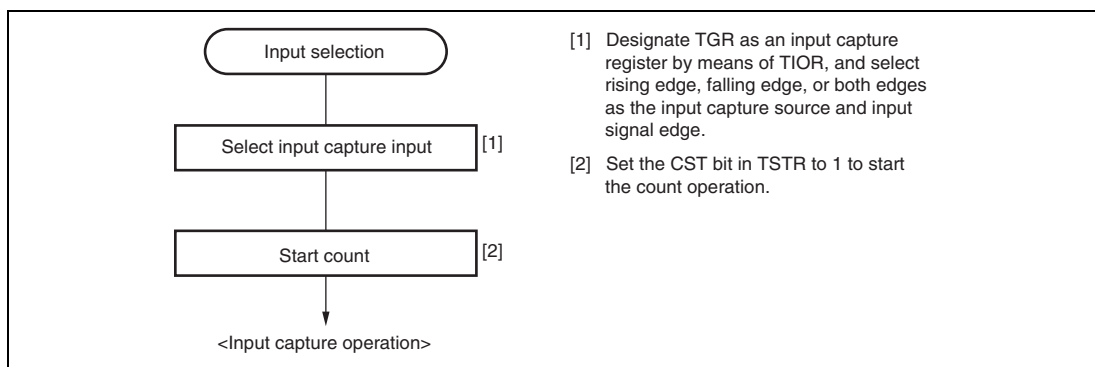 Input selection
Select input capture input
[1]
Start count
[2]
<Input capture operation>
[1] Designate TGR as an input capture
register by means of TIOR, and select
rising edge, falling edge, or both edges
as the input capture source and input
signal edge.
[2] Set the CST bit in TSTR to 1 to start
the count operation.